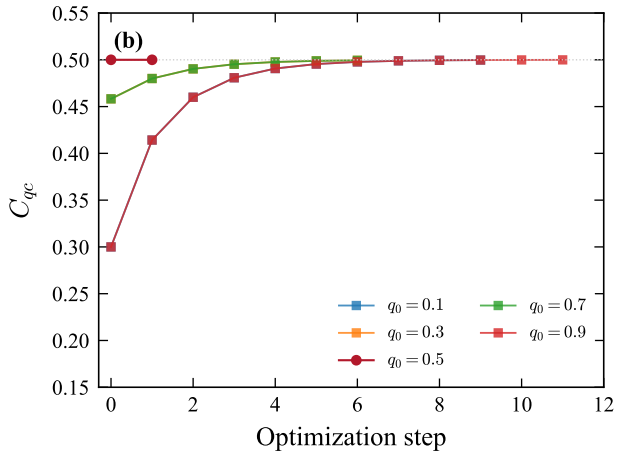 (b)
0.55
0.50
0.45
0.40
0.35
0.30
0.25
0.20
0.15
C_{qc}
q_0 = 0.1
q_0 = 0.3
q_0 = 0.5
q_0 = 0.7
q_0 = 0.9
0 2 4 6 8 10 12
Optimization step